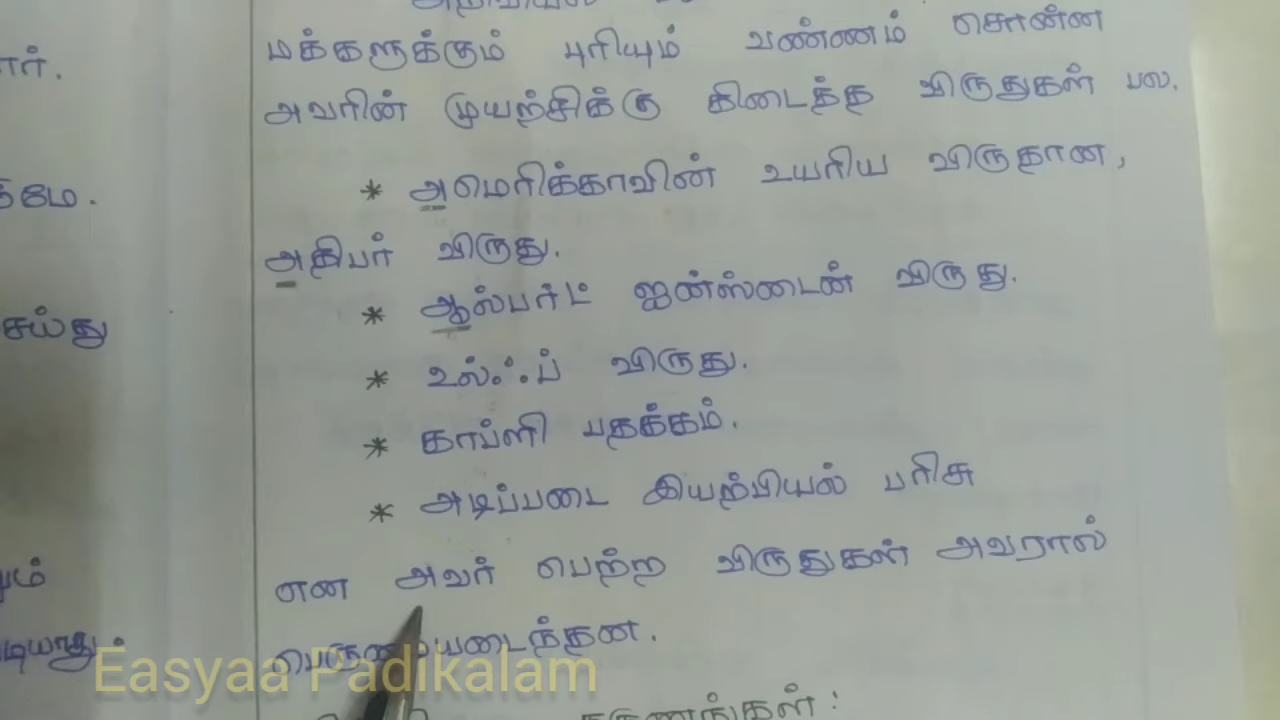 ார்.
த்மே.
செய்து
மக்களுக்கும் புரியும் வண்ணம் சொன்ன
அவரின் முயற்சிக்கு கிடைத்த விருதுகள் பல.
* அமெரிக்காவின் உயரிய விருதான,
அதிபர் விருது.
* ஆல்பர்ட் ஐன்ஸ்டைன் விருது.
* உல்ஃப் விருது.
* காப்ளி பதக்கம்.
* அடிப்படை இயற்பியல் பரிசு
என அவர் பெற்ற விருதுகள் அவரால்
பெருமையடைந்தன.
Easyaa Padikalam